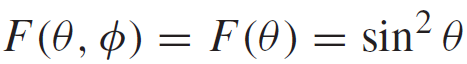 F(θ, ϕ) = F(θ) = sin² θ